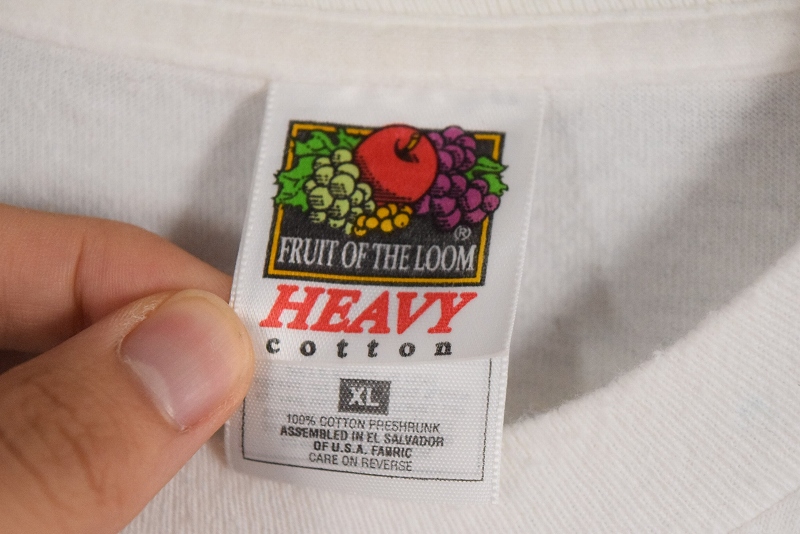 ®
FRUIT OF THE LOOM
HEAVY
cotton
XL
100% COTTON PRESHRUNK
ASSEMBLED IN EL SALVADOR
OF U.S.A. FABRIC
CARE ON REVERSE